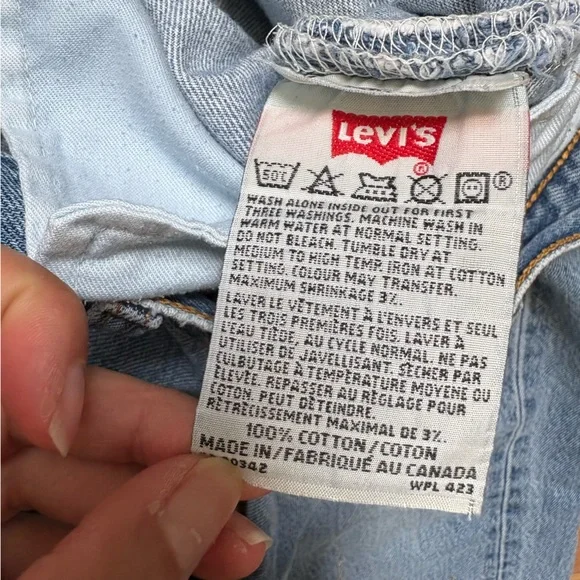 Levi's
®
50°C
®
WASH ALONE INSIDE OUT FOR FIRST
THREE WASHINGS. MACHINE WASH IN
WARM WATER AT NORMAL SETTING.
DO NOT BLEACH. TUMBLE DRY AT
MEDIUM TO HIGH TEMP. IRON AT COTTON
SETTING. COLOUR MAY TRANSFER.
MAXIMUM SHRINKAGE 3%.
LAVER LE VÊTEMENT À L'ENVERS ET SEUL
LES TROIS PREMIÈRES FOIS. LAVER À
L'EAU TIÈDE, AU CYCLE NORMAL. NE PAS
UTILISER DE JAVELLISANT. SÉCHER PAR
CULBUTAGE À TEMPÉRATURE MOYENNE OU
ÉLEVÉE. REPASSER AU RÉGLAGE POUR
COTON. PEUT DÉTEINDRE.
RÉTRÉCISSEMENT MAXIMAL DE 3%.
100% COTTON/COTON
MADE IN/FABRIQUÉ AU CANADA
0342
WPL 423